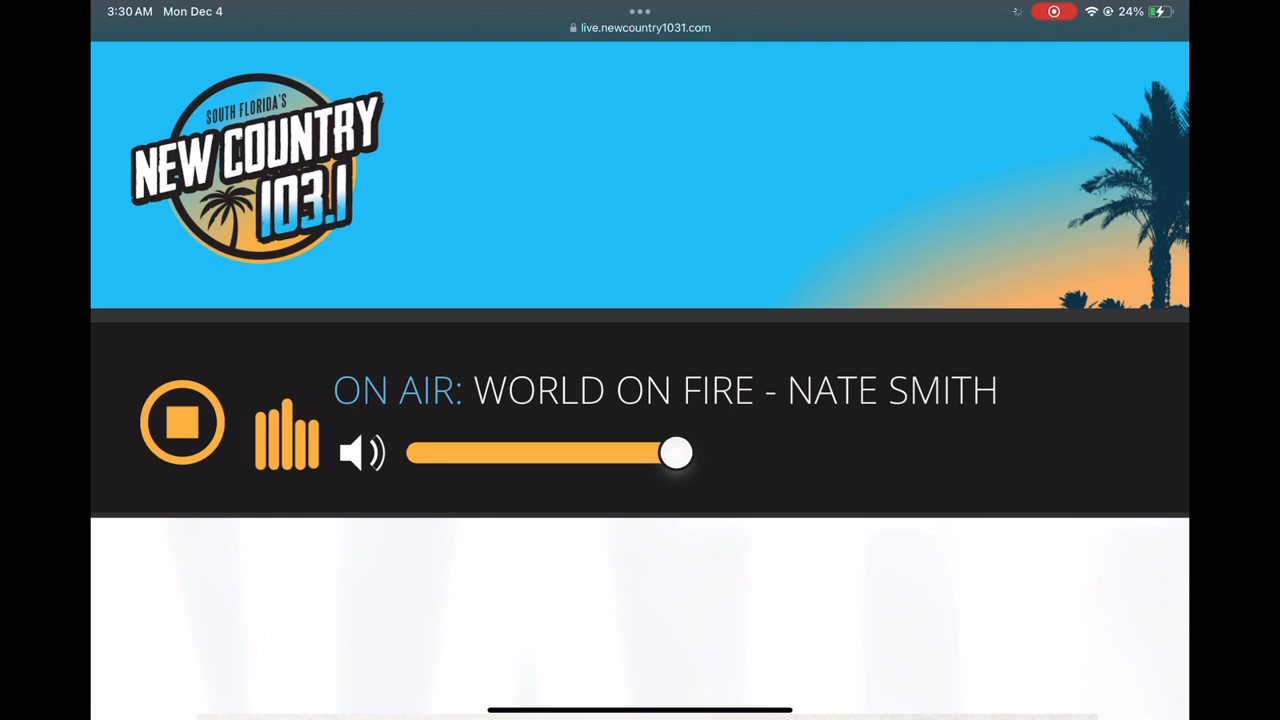 3:30 AM Mon Dec 4
24%
live.newcountry1031.com
SOUTH FLORIDA'S
NEW COUNTRY
103.1
ON AIR: WORLD ON FIRE - NATE SMITH